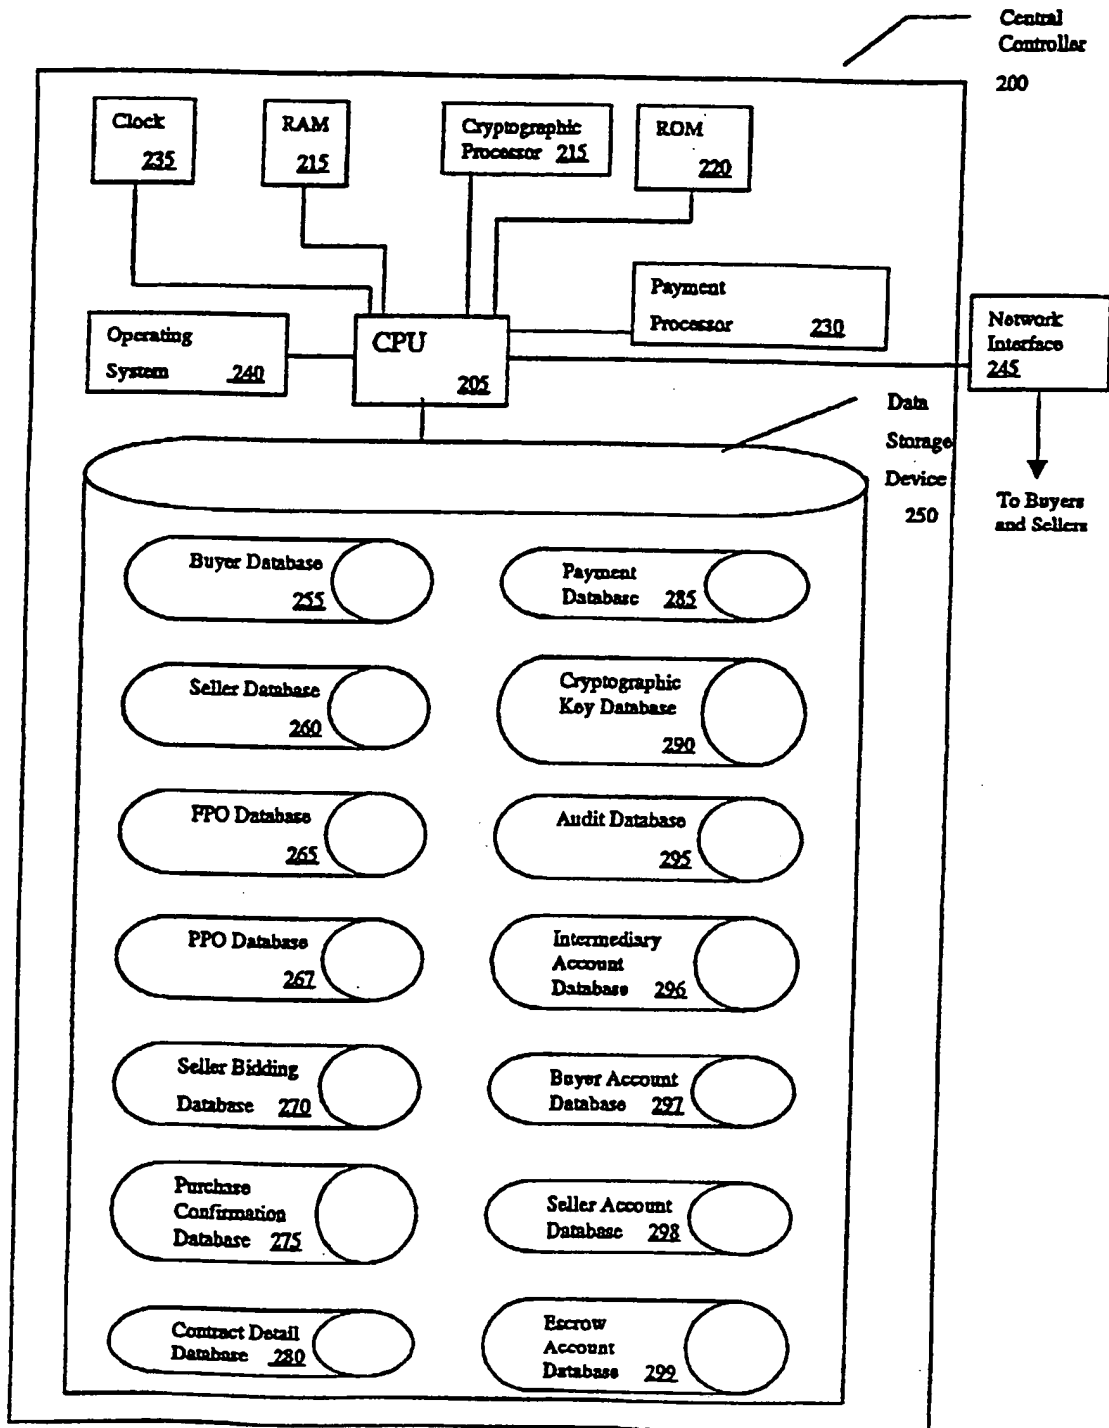 Central
Controller
200
Clock
235
RAM
215
Cryptographic
Processor 215
ROM
220
Payment
Processor 230
Operating
System 240
CPU
205
Network
Interface
245
Data
Storage
Device
250
To Buyers
and Sellers
Buyer Database
255
Payment
Database 285
Seller Database
260
Cryptographic
Key Database
290
FPO Database
265
Audit Database
295
PPO Database
267
Intermediary
Account
Database 296
Seller Bidding
Database 270
Buyer Account
Database 297
Purchase
Confirmation
Database 275
Seller Account
Database 298
Contract Detail
Database 280
Escrow
Account
Database 299